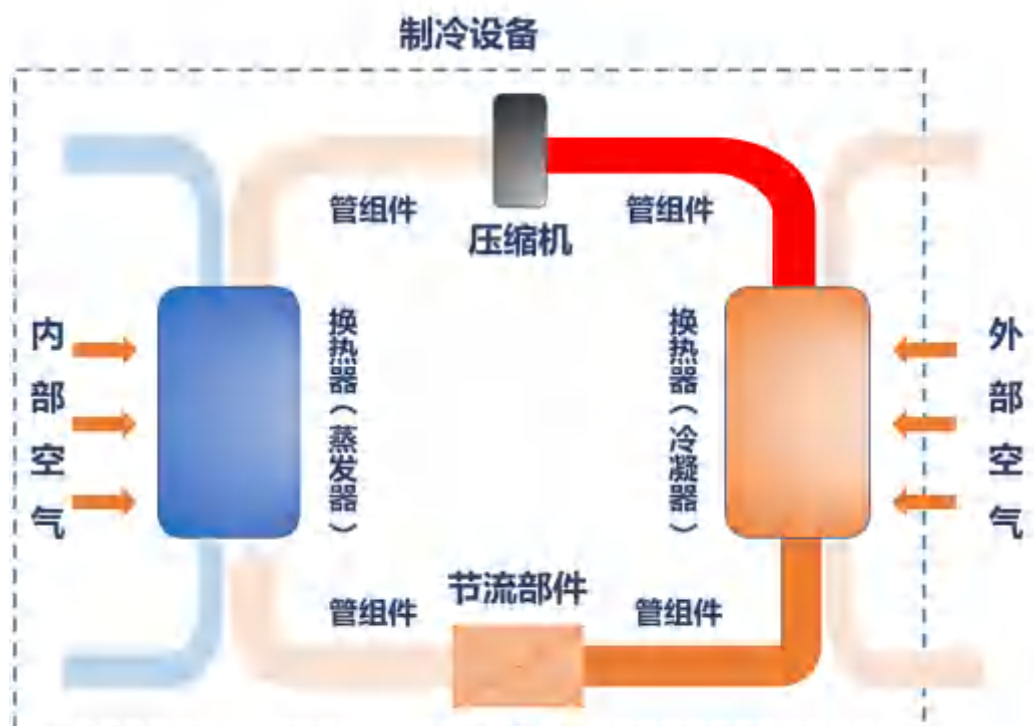 制冷设备
管组件
管组件
压缩机
内部空气
换热器（蒸发器）
换热器（冷凝器）
外部空气
节流部件
管组件
管组件